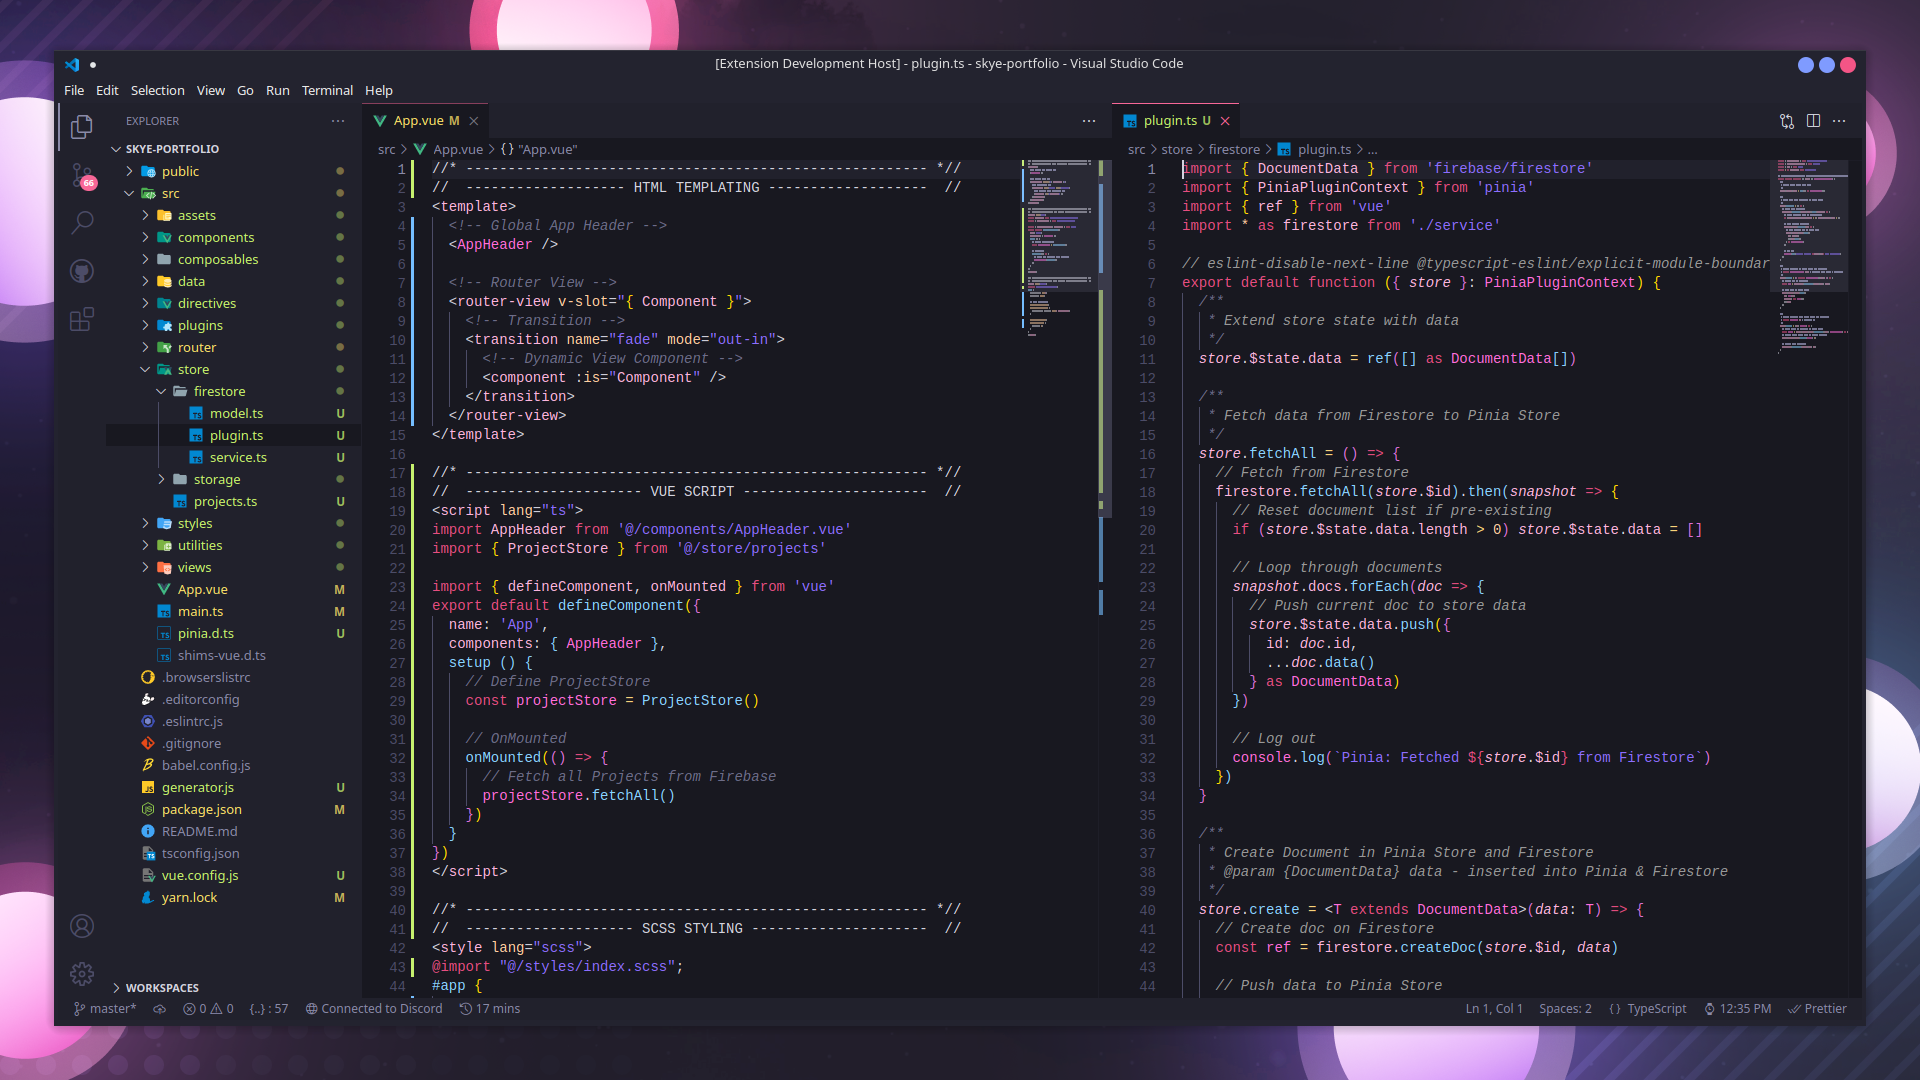 [Extension Development Host] - plugin.ts - skye-portfolio - Visual Studio Code
File Edit Selection View Go Run Terminal Help
EXPLORER
SKYE-PORTFOLIO
public
src
assets
components
composables
data
directives
plugins
router
store
firestore
model.ts U
plugin.ts U
service.ts U
storage
projects.ts U
styles
utilities
views
App.vue M
main.ts M
pinia.d.ts U
shims-vue.d.ts
.browserslistrc
.editorconfig
.eslintrc.js
.gitignore
babel.config.js
generator.js U
package.json M
README.md
tsconfig.json
vue.config.js U
yarn.lock M
WORKSPACES
66
App.vue M
src > App.vue > {} "App.vue"
1 //* ------------------------------------------------------- *//
2 // ------------------- HTML TEMPLATING ------------------- //
3 <template>
4 <!-- Global App Header -->
5 <AppHeader />
6
7 <!-- Router View -->
8 <router-view v-slot="{ Component }">
9 <!-- Transition -->
10 <transition name="fade" mode="out-in">
11 <!-- Dynamic View Component -->
12 <component :is="Component" />
13 </transition>
14 </router-view>
15 </template>
16
17 //* ------------------------------------------------------- *//
18 // --------------------- VUE SCRIPT ---------------------- //
19 <script lang="ts">
20 import AppHeader from '@/components/AppHeader.vue'
21 import { ProjectStore } from '@/store/projects'
22
23 import { defineComponent, onMounted } from 'vue'
24 export default defineComponent({
25 name: 'App',
26 components: { AppHeader },
27 setup () {
28 // Define ProjectStore
29 const projectStore = ProjectStore()
30
31 // OnMounted
32 onMounted(() => {
33 // Fetch all Projects from Firebase
34 projectStore.fetchAll()
35 })
36 }
37 })
38 </script>
39
40 //* ------------------------------------------------------- *//
41 // -------------------- SCSS STYLING --------------------- //
42 <style lang="scss">
43 @import "@/styles/index.scss";
44 #app {
plugin.ts U
src > store > firestore > plugin.ts > ...
1 import { DocumentData } from 'firebase/firestore'
2 import { PiniaPluginContext } from 'pinia'
3 import { ref } from 'vue'
4 import * as firestore from './service'
5
6 // eslint-disable-next-line @typescript-eslint/explicit-module-boundar
7 export default function ({ store }: PiniaPluginContext) {
8 /**
9 * Extend store state with data
10 */
11 store.$state.data = ref([] as DocumentData[])
12
13 /**
14 * Fetch data from Firestore to Pinia Store
15 */
16 store.fetchAll = () => {
17 // Fetch from Firestore
18 firestore.fetchAll(store.$id).then(snapshot => {
19 // Reset document list if pre-existing
20 if (store.$state.data.length > 0) store.$state.data = []
21
22 // Loop through documents
23 snapshot.docs.forEach(doc => {
24 // Push current doc to store data
25 store.$state.data.push({
26 id: doc.id,
27 ...doc.data()
28 } as DocumentData)
29 })
30
31 // Log out
32 console.log(`Pinia: Fetched ${store.$id} from Firestore`)
33 })
34 }
35
36 /**
37 * Create Document in Pinia Store and Firestore
38 * @param {DocumentData} data - inserted into Pinia & Firestore
39 */
40 store.create = <T extends DocumentData>(data: T) => {
41 // Create doc on Firestore
42 const ref = firestore.createDoc(store.$id, data)
43
44 // Push data to Pinia Store
master* 0 0 {..} : 57 Connected to Discord 17 mins
Ln 1, Col 1 Spaces: 2 {} TypeScript 12:35 PM Prettier